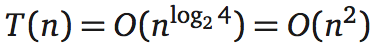 T(n) = O(n^{\log_2 4}) = O(n^2)